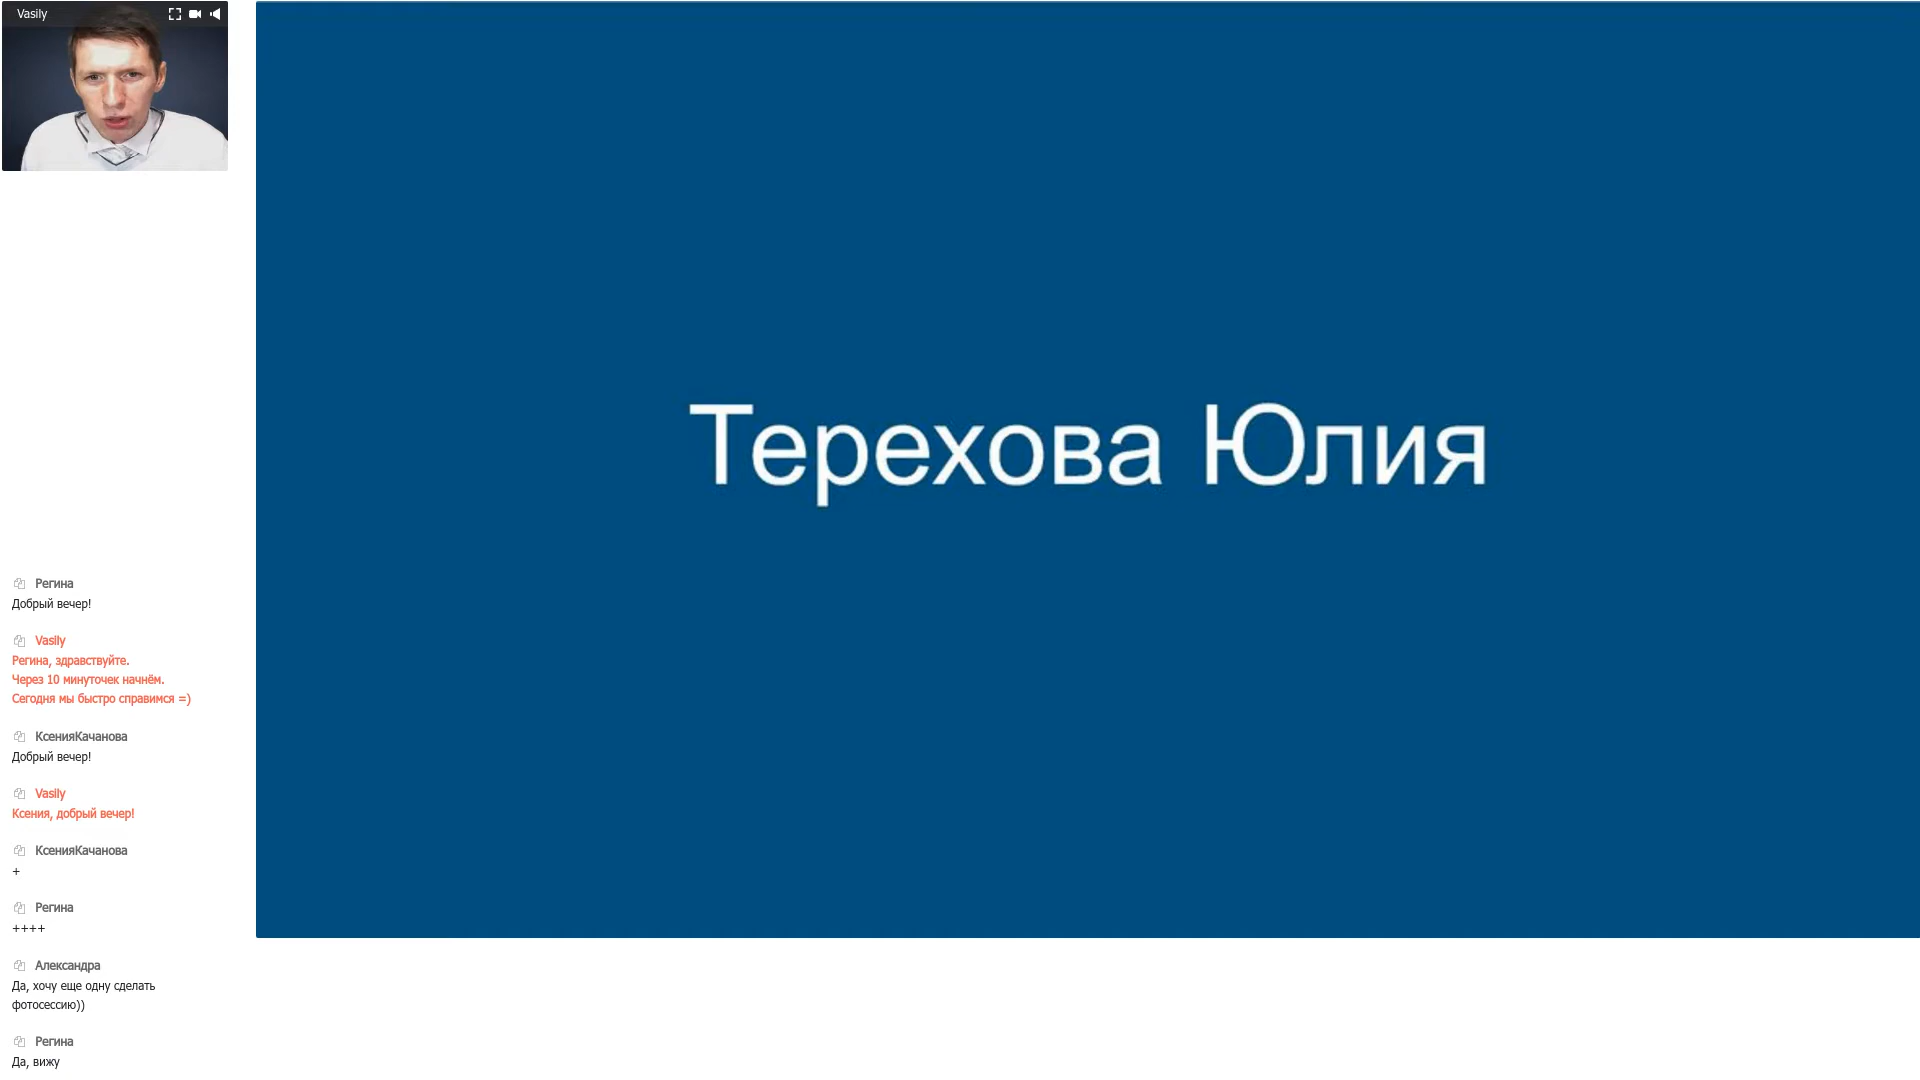 Vasily
Терехова Юлия
Регина
Добрый вечер!
Vasily
Регина, здравствуйте.
Через 10 минуточек начнём.
Сегодня мы быстро справимся =)
КсенияКачанова
Добрый вечер!
Vasily
Ксения, добрый вечер!
КсенияКачанова
+
Регина
++++
Александра
Да, хочу еще одну сделать
фотосессию))
Регина
Да, вижу